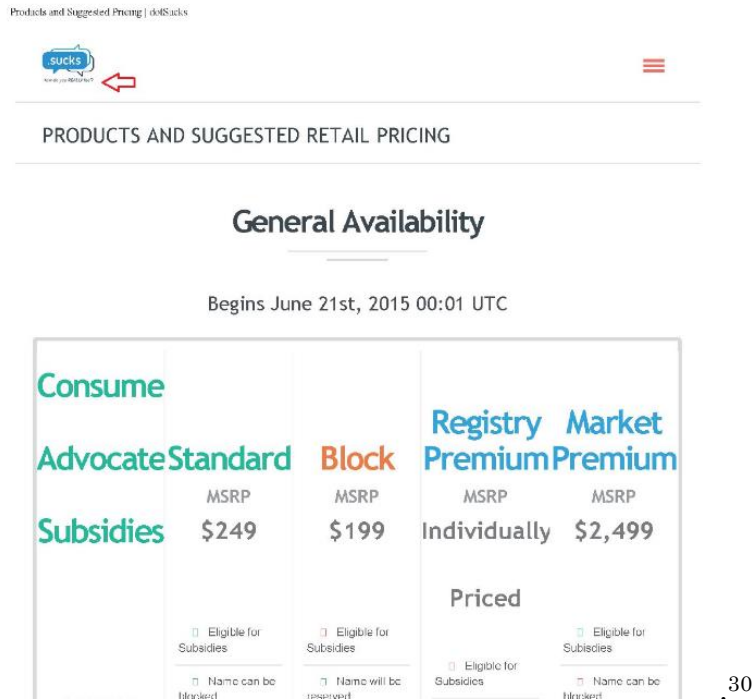 Products and Suggested Pricing | dotSucks
.sucks
PRODUCTS AND SUGGESTED RETAIL PRICING
General Availability
Begins June 21st, 2015 00:01 UTC
Consume
Advocate
Subsidies
Standard
MSRP
$249
Eligible for
Subsidies
Name can be
blocked
Block
MSRP
$199
Eligible for
Subsidies
Name will be
reserved
Registry
Premium
MSRP
Individually
Priced
Eligible for
Subsidies
Market
Premium
MSRP
$2,499
Eligible for
Subisdies
Name can be
blocked
.30